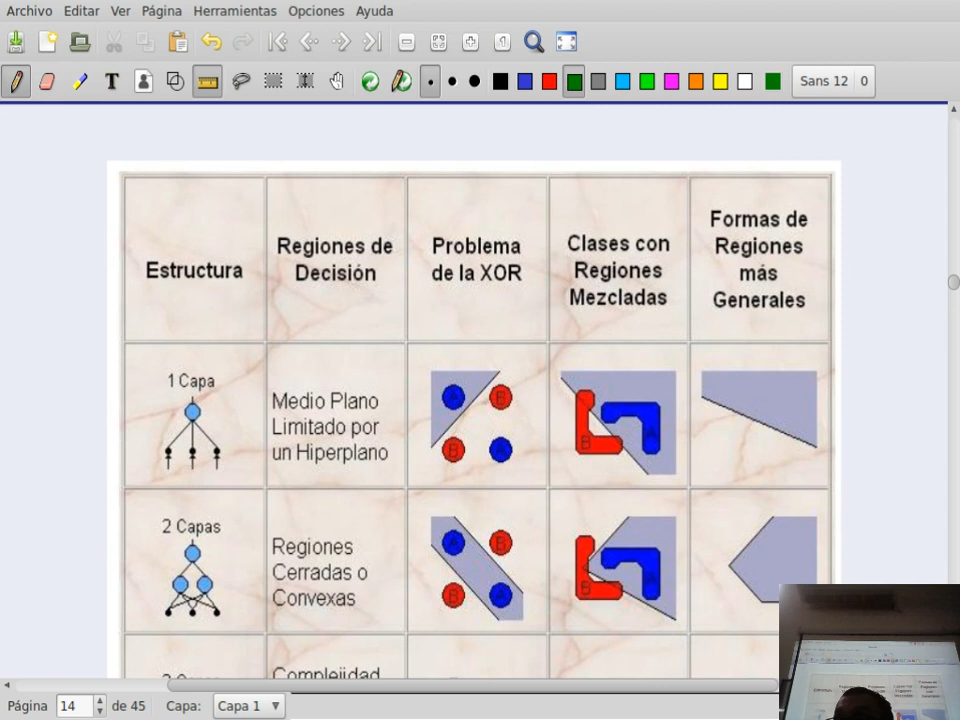 Archivo Editar Ver Página Herramientas Opciones Ayuda
T
Sans 12 0
Estructura
Regiones de
Decisión
Problema
de la XOR
Clases con
Regiones
Mezcladas
Formas de
Regiones
más
Generales
1 Capa
Medio Plano
Limitado por
un Hiperplano
A B
B A
B A
2 Capas
Regiones
Cerradas o
Convexas
A B
B A
B A
Complejidad
Página 14 de 45 Capa: Capa 1